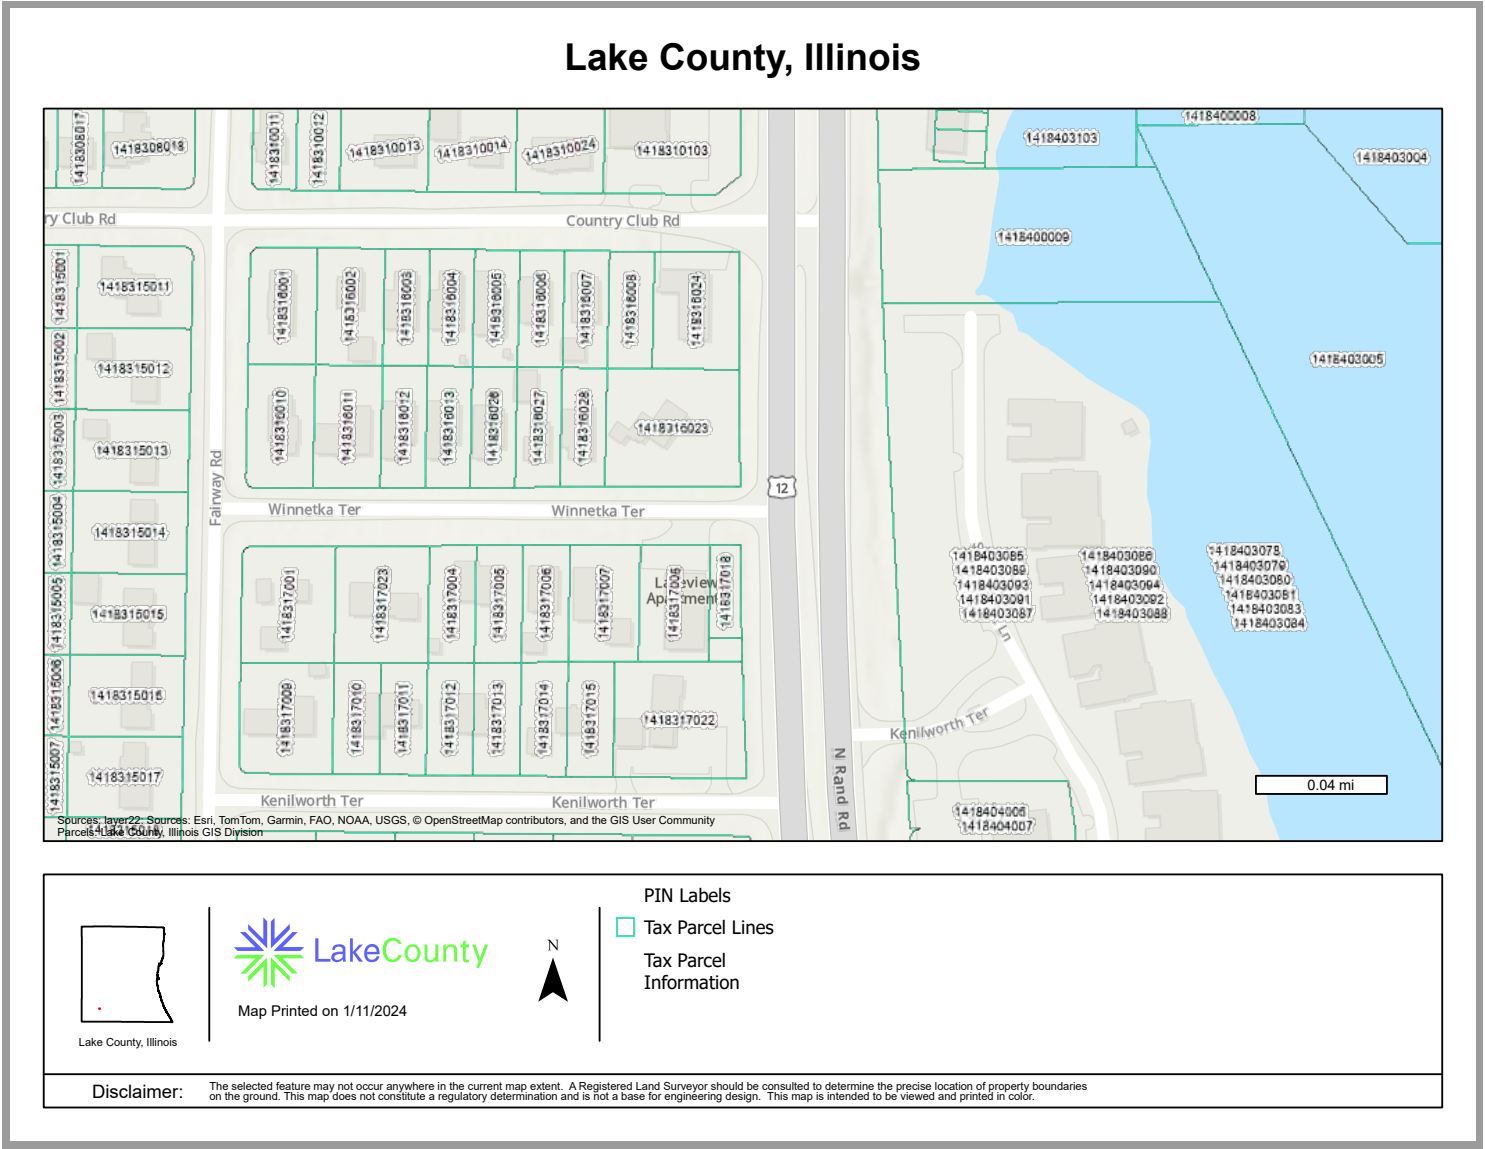 Lake County, Illinois
1418308017
1418308018
1418310011
1418310012
1418310013
1418310014
1418310024
1418310103
1418403103
1418400008
1418403004
ry Club Rd
Country Club Rd
1418400009
1418315001
1418315011
1418316001
1418316002
1418316003
1418316004
1418316005
1418316006
1418316007
1418316008
1418316024
1418315002
1418315012
1418403005
1418315003
1418315013
1418316010
1418316011
1418316012
1418316013
1418316026
1418316027
1418316028
1418316023
Fairway Rd
12
Winnetka Ter
Winnetka Ter
1418315004
1418315014
1418315005
1418315015
1418317001
1418317023
1418317004
1418317005
1418317006
1418317007
Lakeview
Apartment
1418317018
1418403085
1418403089
1418403093
1418403091
1418403087
1418403086
1418403090
1418403094
1418403092
1418403088
1418403078
1418403079
1418403080
1418403081
1418403083
1418403084
Ln
1418315006
1418315016
1418317009
1418317010
1418317011
1418317012
1418317013
1418317014
1418317015
1418317022
Kenilworth Ter
1418315007
1418315017
N Rand Rd
0.04 mi
Kenilworth Ter
Kenilworth Ter
1418404006
1418404007
Sources: layer22: Sources: Esri, TomTom, Garmin, FAO, NOAA, USGS, © OpenStreetMap contributors, and the GIS User Community
Parcels: Lake County, Illinois GIS Division
PIN Labels
Tax Parcel Lines
Tax Parcel
Information
LakeCounty
N
Map Printed on 1/11/2024
Lake County, Illinois
Disclaimer:
The selected feature may not occur anywhere in the current map extent. A Registered Land Surveyor should be consulted to determine the precise location of property boundaries
on the ground. This map does not constitute a regulatory determination and is not a base for engineering design. This map is intended to be viewed and printed in color.